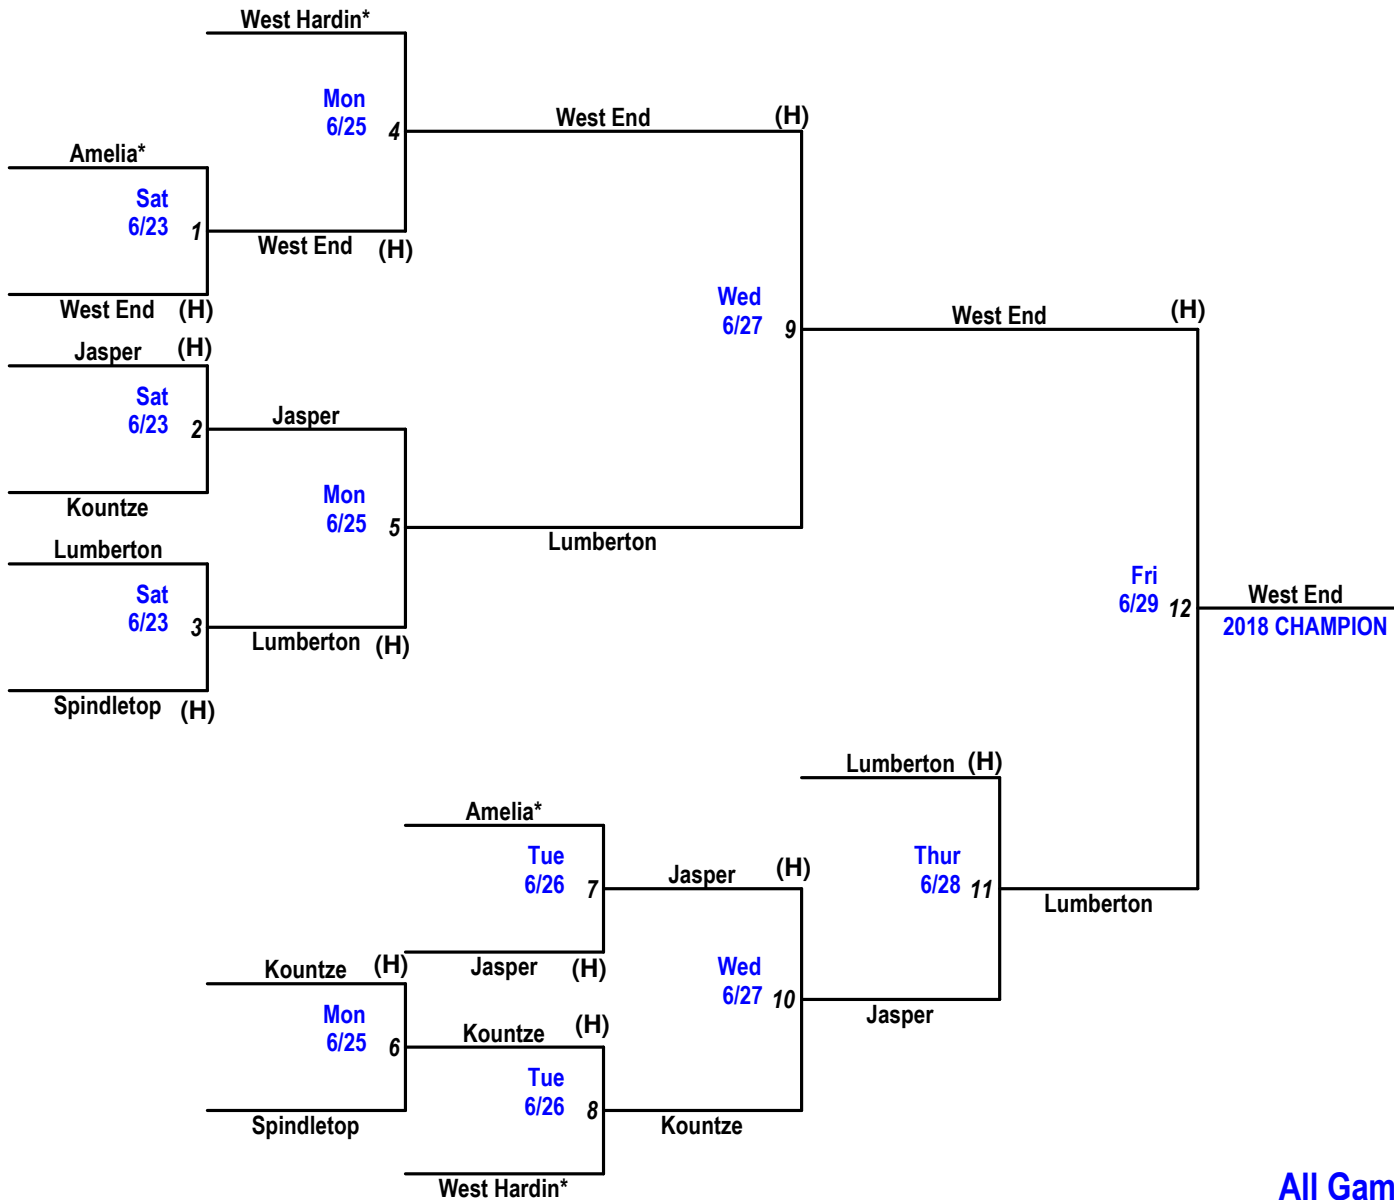 West Hardin*
Mon
6/25 4
West End (H)
Amelia*
Sat
6/23 1
West End (H)
West End (H)
Wed
6/27 9
West End (H)
Jasper (H)
Sat
6/23 2
Jasper
Kountze
Mon
6/25 5
Lumberton
Lumberton
Sat
6/23 3
Lumberton (H)
Spindletop (H)
Fri
6/29 12
West End
2018 CHAMPION
Lumberton (H)
Amelia*
Tue
6/26 7
Jasper (H)
Thur
6/28 11
Lumberton
Jasper (H)
Kountze (H)
Wed
6/27 10
Jasper
Mon
6/25 6
Kountze (H)
Tue
6/26 8
Kountze
Spindletop
West Hardin*
All Gam